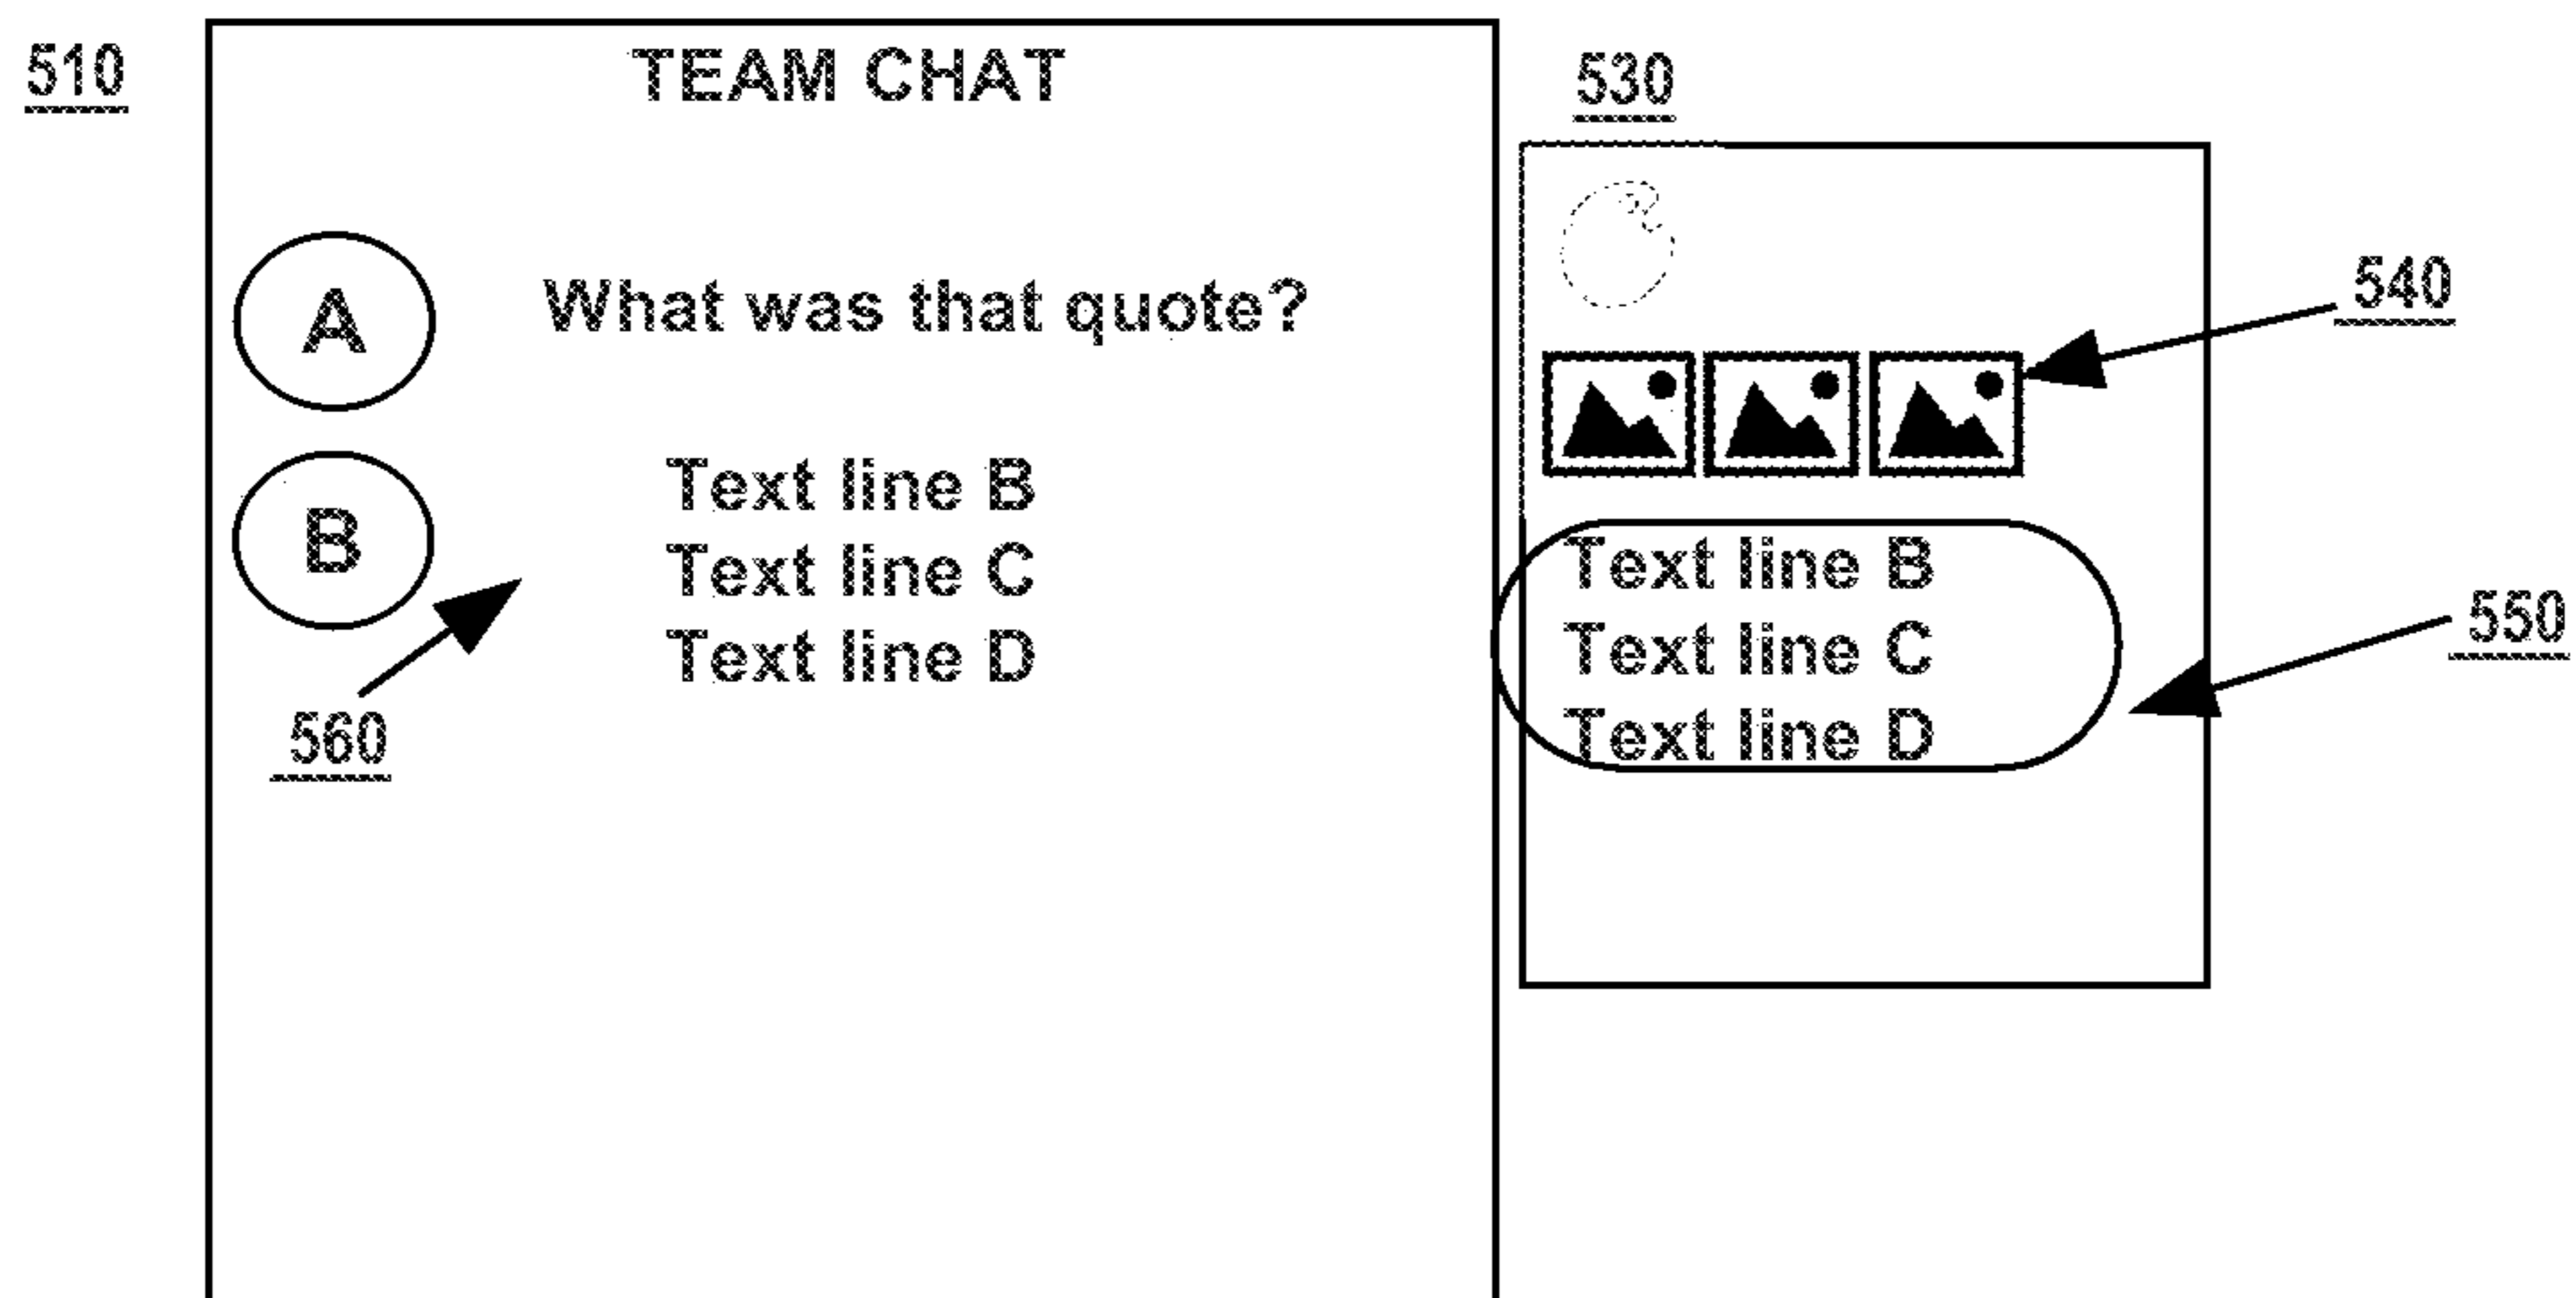 510
TEAM CHAT
A
What was that quote?
B
Text line B
Text line C
Text line D
560
530
540
Text line B
Text line C
Text line D
550